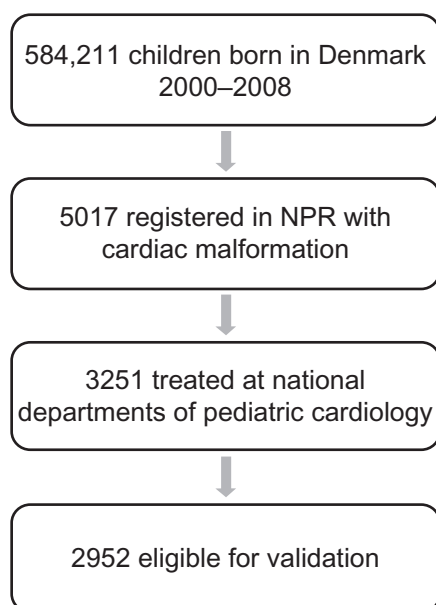 584,211 children born in Denmark
2000–2008
5017 registered in NPR with
cardiac malformation
3251 treated at national
departments of pediatric cardiology
2952 eligible for validation